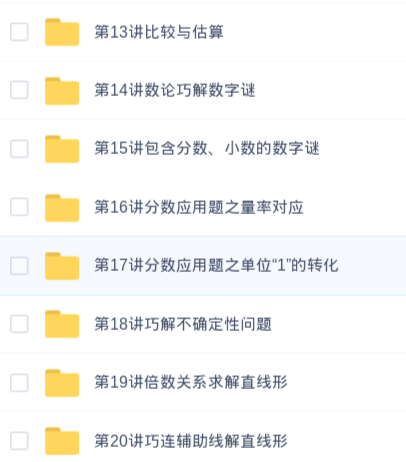 第13讲比较与估算
第14讲数论巧解数字谜
第15讲包含分数、小数的数字谜
第16讲分数应用题之量率对应
第17讲分数应用题之单位“1”的转化
第18讲巧解不确定性问题
第19讲倍数关系求解直线形
第20讲巧连辅助线解直线形